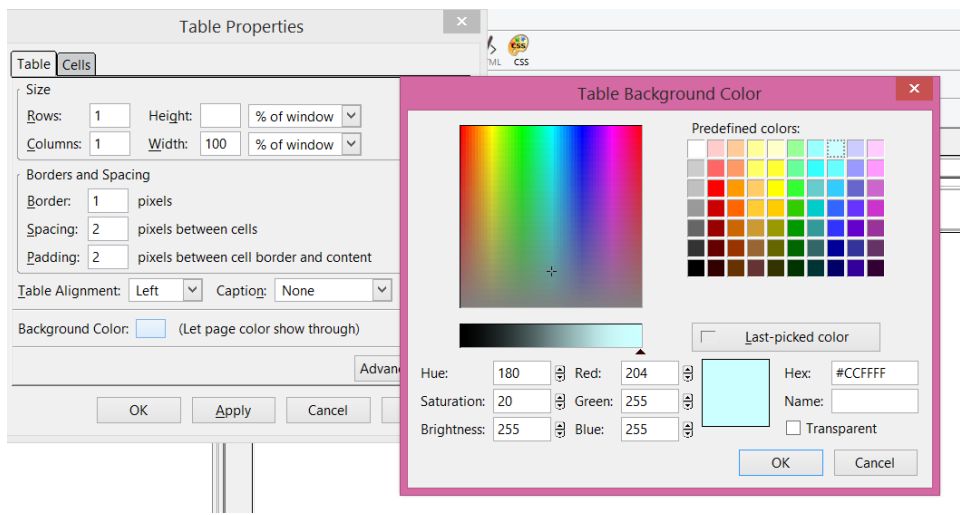 Table Properties
CSS
ML CSS
Table Cells
Size
Rows: 1 Height: % of window
Columns: 1 Width: 100 % of window
Borders and Spacing
Border: 1 pixels
Spacing: 2 pixels between cells
Padding: 2 pixels between cell border and content
Table Alignment: Left Caption: None
Background Color: (Let page color show through)
Advan
OK Apply Cancel
Table Background Color
Predefined colors:
Last-picked color
Hue: 180 Red: 204 Hex: #CCFFFF
Saturation: 20 Green: 255 Name:
Brightness: 255 Blue: 255 Transparent
OK Cancel